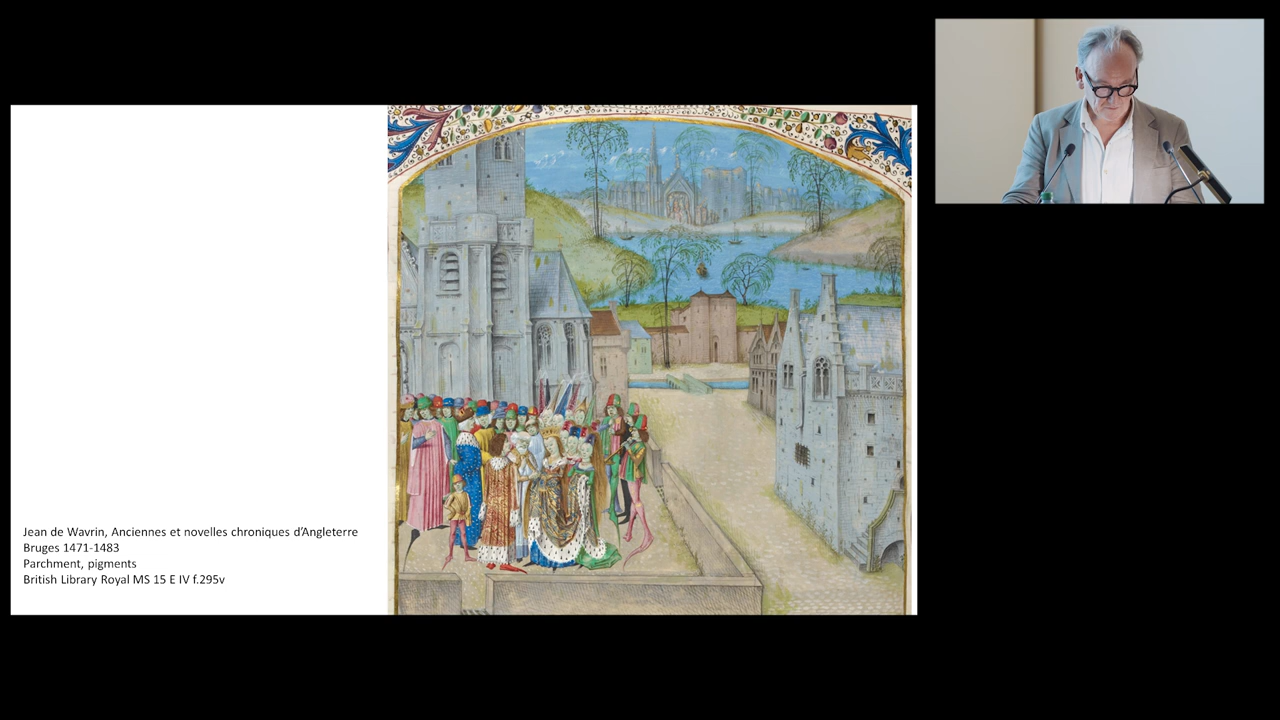 Jean de Wavrin, Anciennes et novelles chroniques d'Angleterre
Bruges 1471-1483
Parchment, pigments
British Library Royal MS 15 E IV f.295v